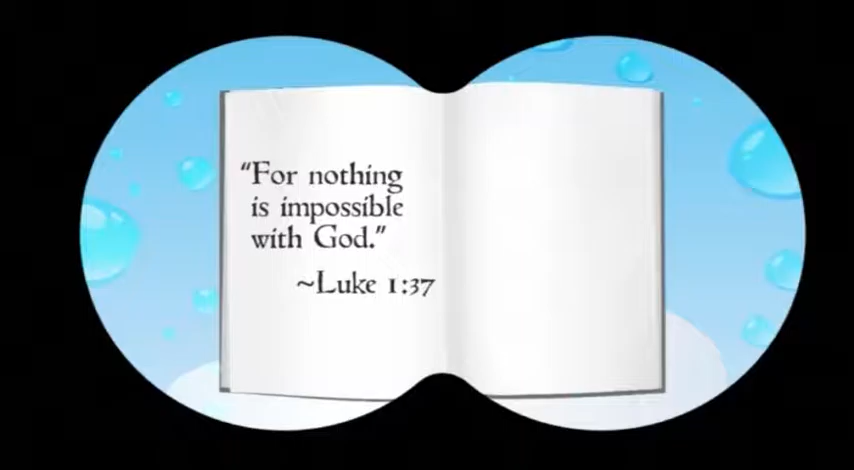 “For nothing
is impossible
with God.”
~Luke 1:37